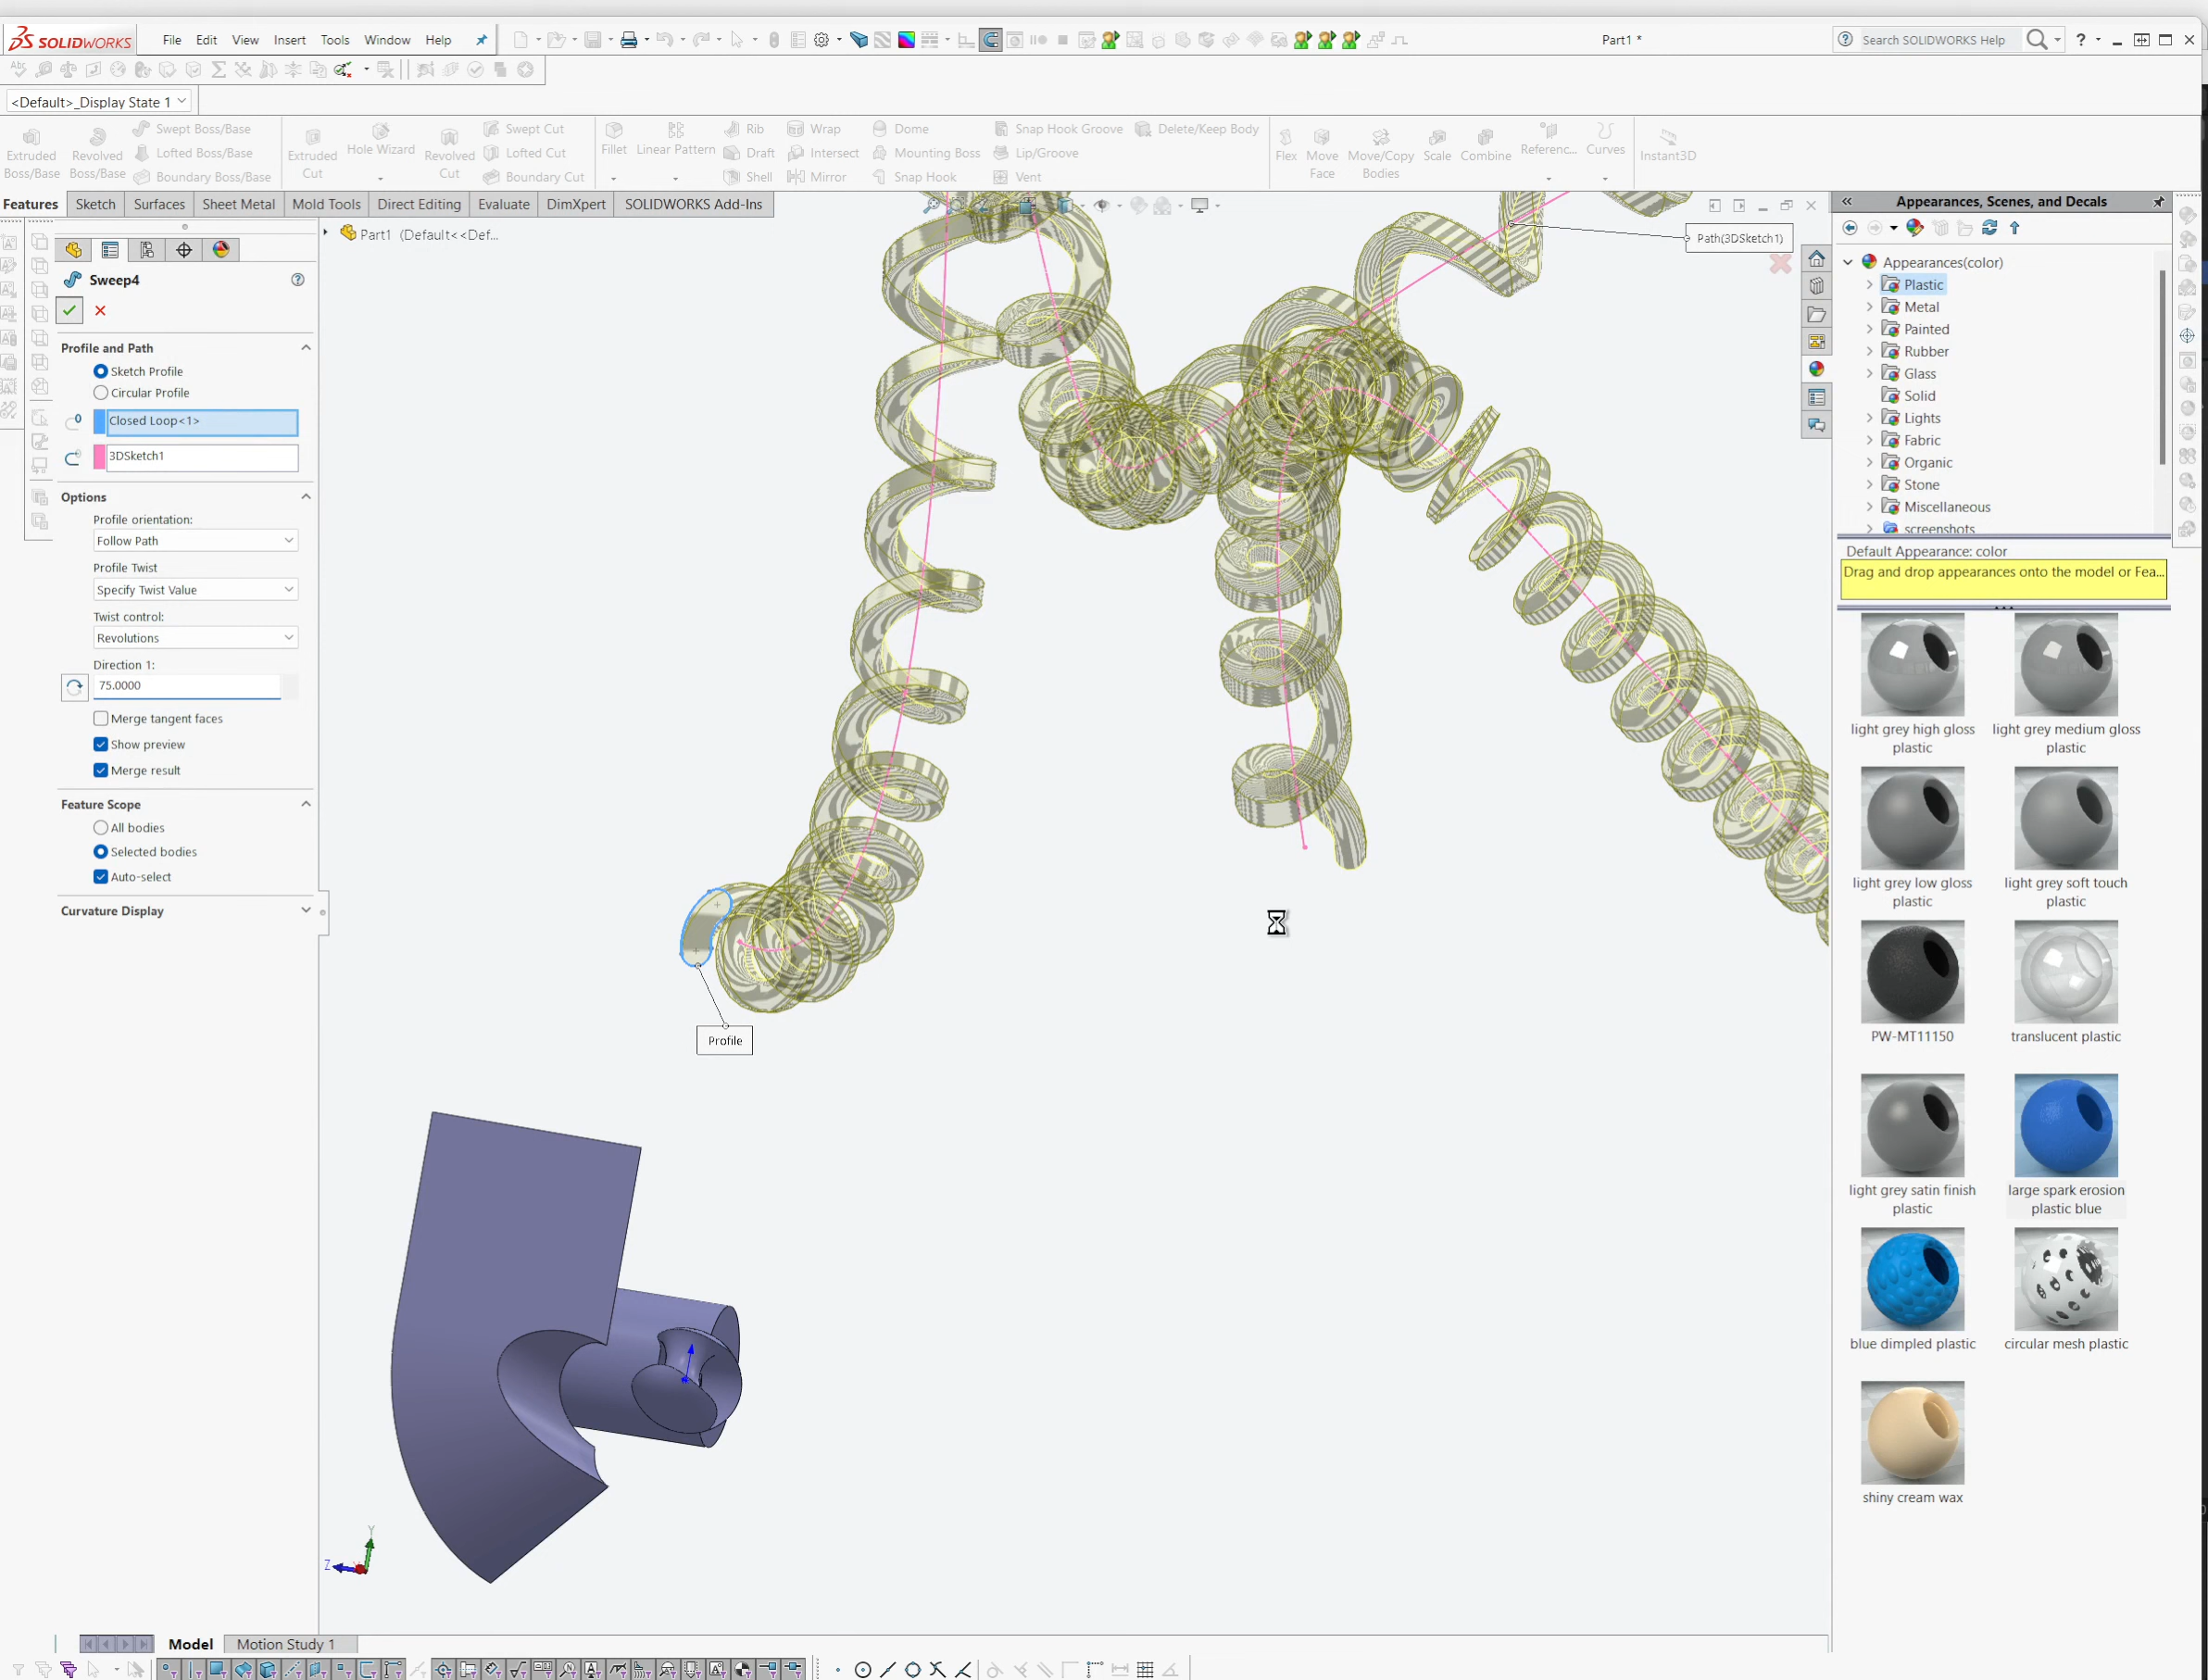 SOLIDWORKS File Edit View Insert Tools Window Help Part1 * Search SOLIDWORKS Help ?
<Default>_Display State 1
Extruded Boss/Base
Revolved Boss/Base
Swept Boss/Base
Lofted Boss/Base
Boundary Boss/Base
Extruded Cut
Hole Wizard
Revolved Cut
Swept Cut
Lofted Cut
Boundary Cut
Fillet
Linear Pattern
Rib
Draft
Shell
Wrap
Intersect
Mirror
Dome
Mounting Boss
Snap Hook
Snap Hook Groove
Lip/Groove
Vent
Delete/Keep Body
Flex
Move Face
Move/Copy Bodies
Scale
Combine
Referenc...
Curves
Instant3D
Features Sketch Surfaces Sheet Metal Mold Tools Direct Editing Evaluate DimXpert SOLIDWORKS Add-Ins
Part1 (Default<<Def...
Sweep4
Profile and Path
Sketch Profile
Circular Profile
Closed Loop<1>
3DSketch1
Options
Profile orientation:
Follow Path
Profile Twist
Specify Twist Value
Twist control:
Revolutions
Direction 1:
75.0000
Merge tangent faces
Show preview
Merge result
Feature Scope
All bodies
Selected bodies
Auto-select
Curvature Display
Path(3DSketch1)
Profile
Y
Z
Appearances, Scenes, and Decals
Appearances(color)
Plastic
Metal
Painted
Rubber
Glass
Solid
Lights
Fabric
Organic
Stone
Miscellaneous
screenshots
Default Appearance: color
Drag and drop appearances onto the model or Fea...
light grey high gloss plastic
light grey medium gloss plastic
light grey low gloss plastic
light grey soft touch plastic
PW-MT11150
translucent plastic
light grey satin finish plastic
large spark erosion plastic blue
blue dimpled plastic
circular mesh plastic
shiny cream wax
Model Motion Study 1